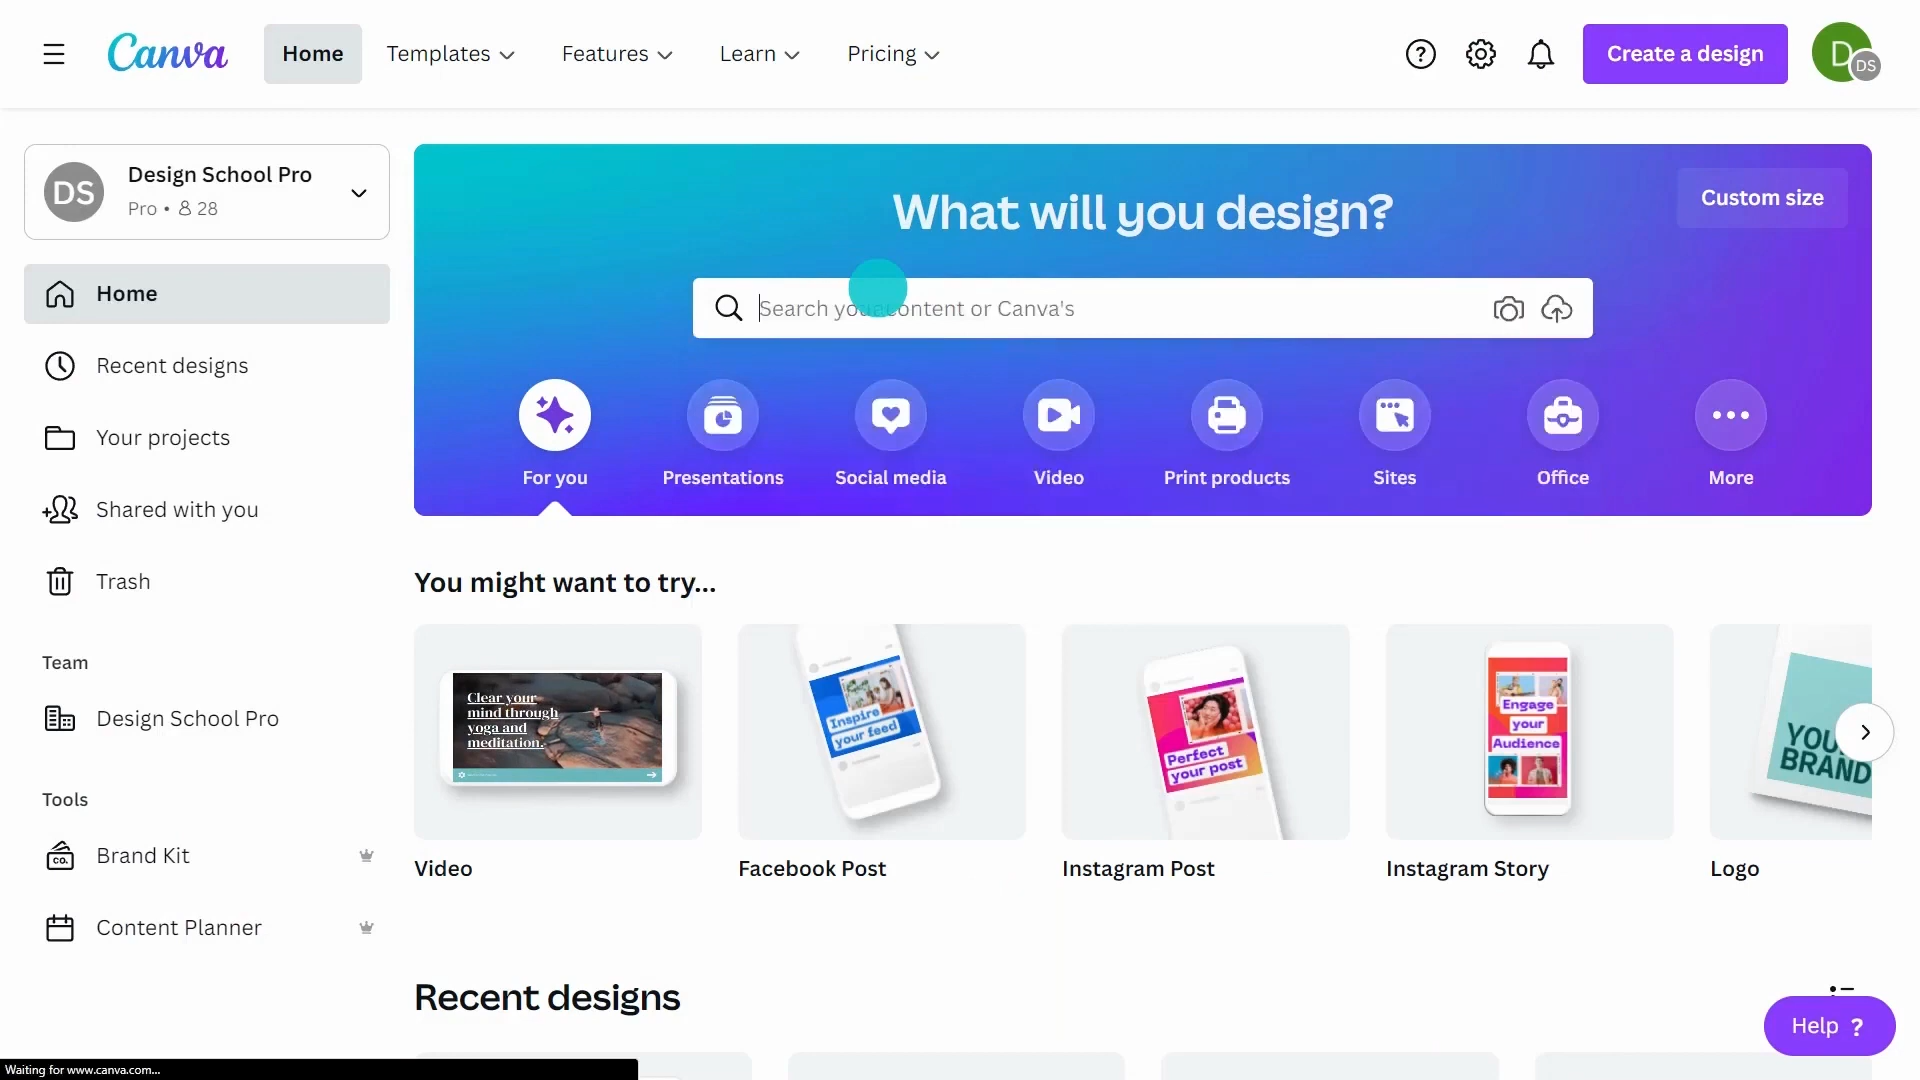 Canva
Home
Templates
Features
Learn
Pricing
Create a design
D
DS
DS
Design School Pro
Pro • 28
Home
Recent designs
Your projects
Shared with you
Trash
Team
Design School Pro
Tools
CO.
Brand Kit
Content Planner
What will you design?
Custom size
Search your content or Canva's
For you
Presentations
Social media
Video
Print products
Sites
Office
More
You might want to try...
Clear your
mind through
yoga and
meditation.
Video
Inspire
your feed
Facebook Post
Perfect
your post
Instagram Post
Engage
your
Audience
Instagram Story
BRAND
Logo
Recent designs
Help ?
Waiting for www.canva.com...